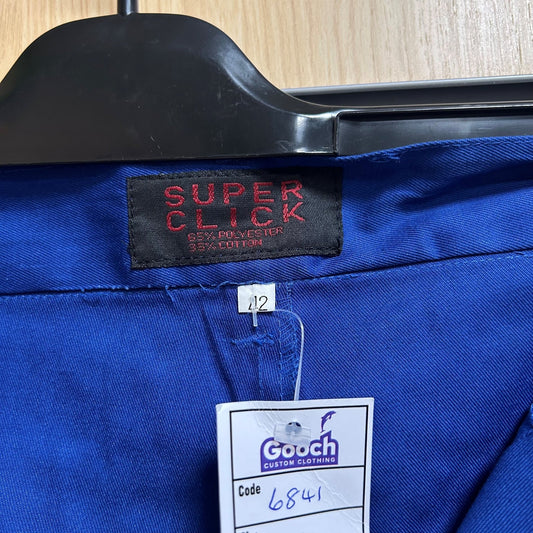 SUPER
CLICK
65% POLYESTER
35% COTTON
42
Gooch
CUSTOM CLOTHING
Code 6841